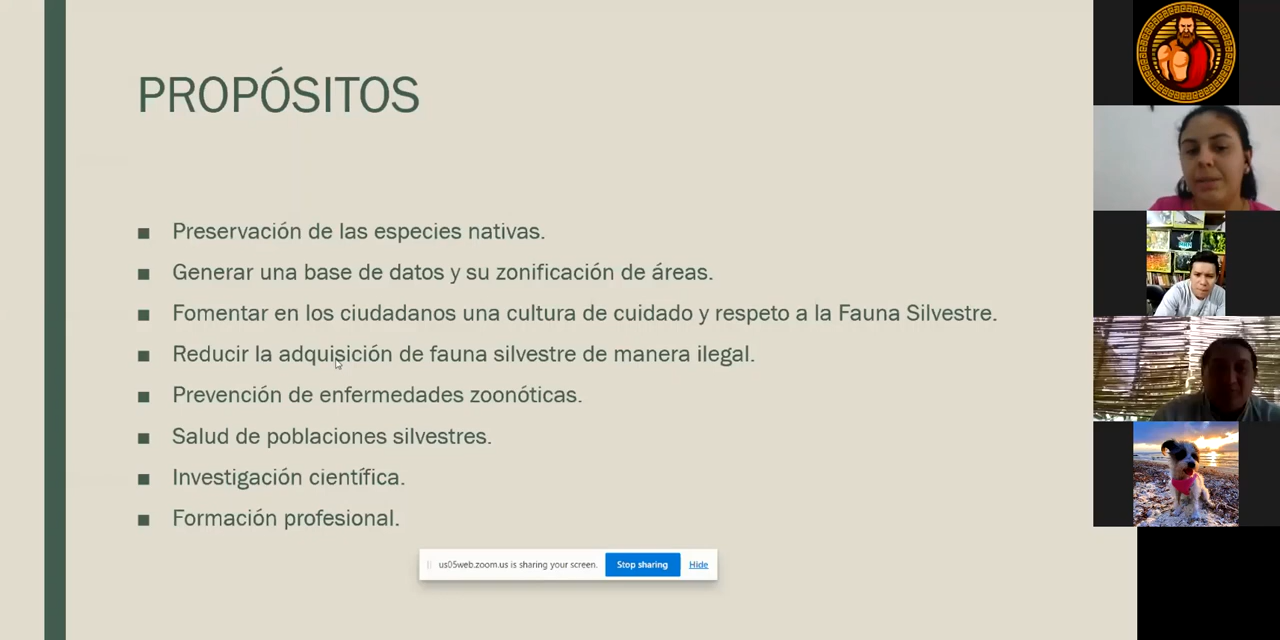 PROPÓSITOS
Preservación de las especies nativas.
Generar una base de datos y su zonificación de áreas.
Fomentar en los ciudadanos una cultura de cuidado y respeto a la Fauna Silvestre.
Reducir la adquisición de fauna silvestre de manera ilegal.
Prevención de enfermedades zoonóticas.
Salud de poblaciones silvestres.
Investigación científica.
Formación profesional.
us05web.zoom.us is sharing your screen. Stop sharing Hide